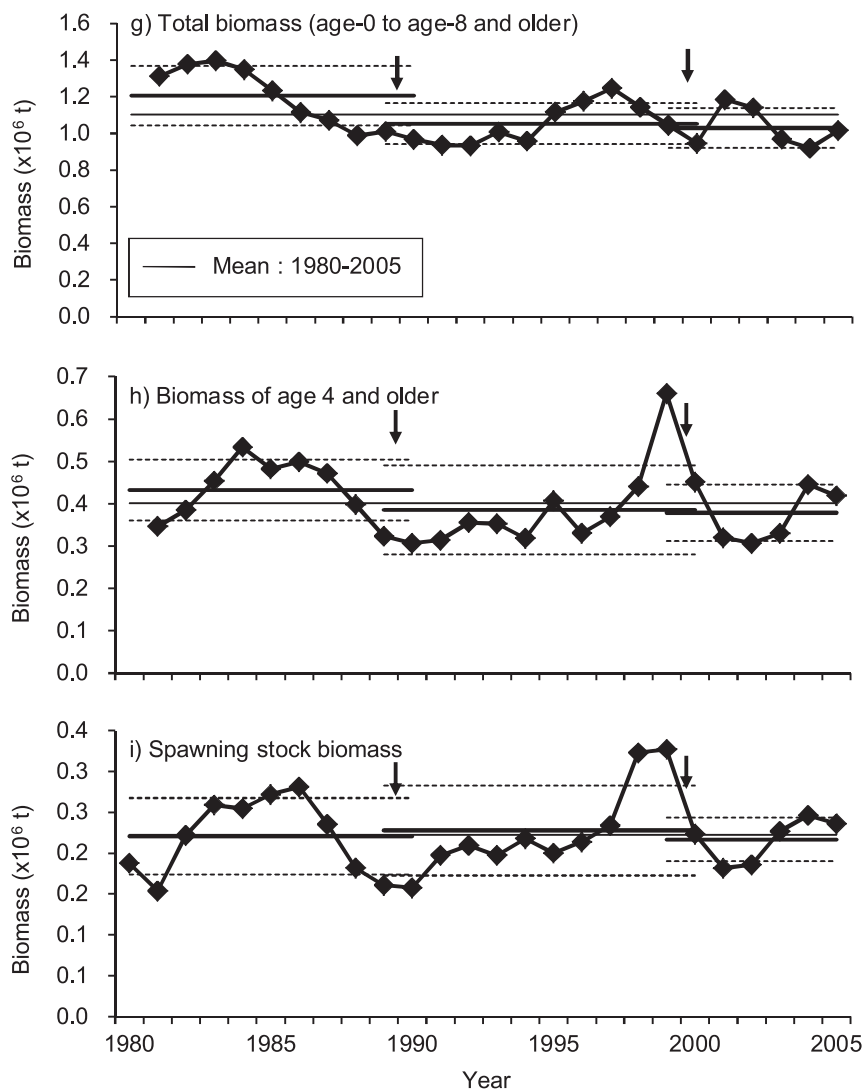 g) Total biomass (age-0 to age-8 and older)
1.6
1.4
1.2
1.0
0.8
0.6
0.4
0.2
0.0
Biomass (x10⁶ t)
Mean : 1980-2005
h) Biomass of age 4 and older
0.7
0.6
0.5
0.4
0.3
0.2
0.1
0.0
Biomass (x10⁶ t)
i) Spawning stock biomass
0.4
0.3
0.3
0.2
0.2
0.1
0.1
0.0
Biomass (x10⁶ t)
1980 1985 1990 1995 2000 2005
Year